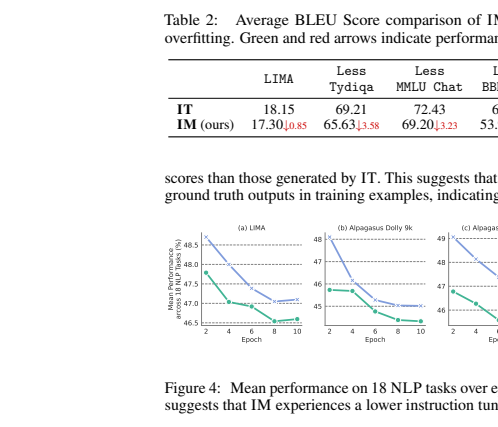 Table 2: Average BLEU Score comparison of IM
overfitting. Green and red arrows indicate performan
LIMA Less Tydiqa Less MMLU Chat L BB
IT 18.15 69.21 72.43 6
IM (ours) 17.30↓0.85 65.63↓3.58 69.20↓3.23 53.
scores than those generated by IT. This suggests that
ground truth outputs in training examples, indicating
(a) LIMA (b) Alpagasus Dolly 9k (c) Alpagas
Mean Performance
arcoss 18 NLP Tasks (%)
48.5
48.0
47.5
47.0
46.5
2 4 6 8 10
Epoch
48
47
46
45
2 4 6 8 10
Epoch
49
48
47
46
2 4 6
Epoch
Figure 4: Mean performance on 18 NLP tasks over e
suggests that IM experiences a lower instruction tun